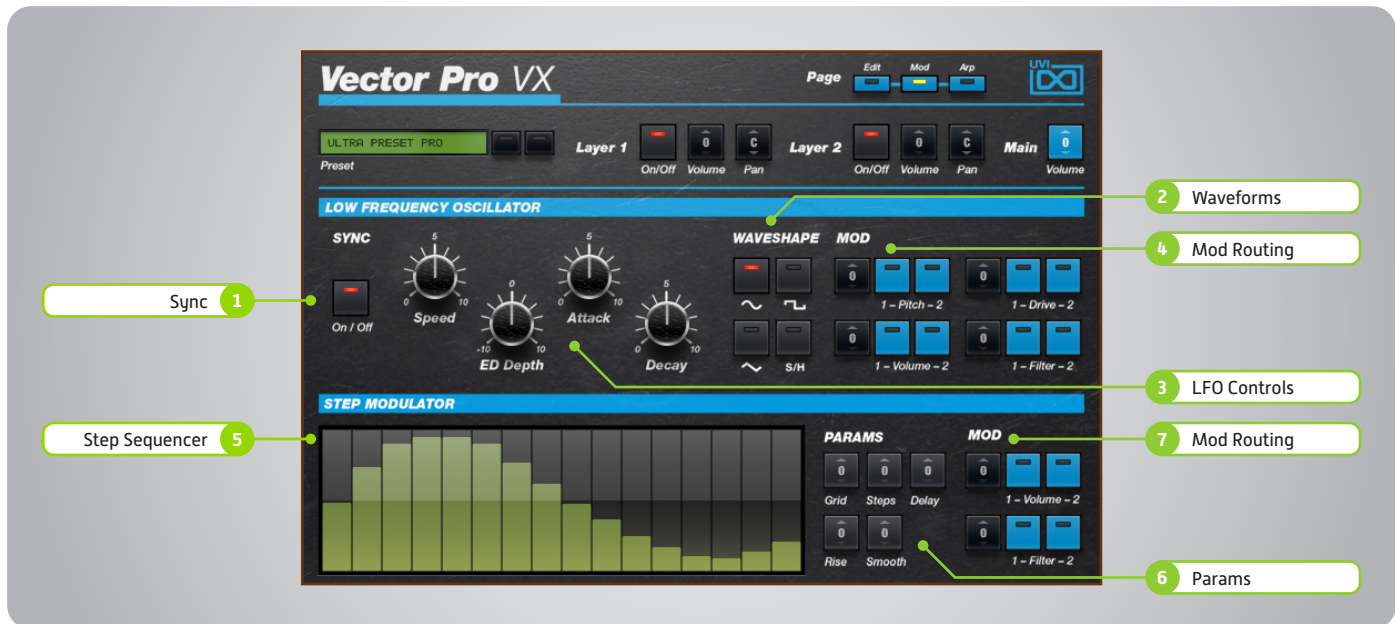 Vector Pro VX
Page
Edit
Mod
Arp
UVI
ULTRA PRESET PRO
Preset
Layer 1
On/Off
0
Volume
C
Pan
Layer 2
On/Off
0
Volume
C
Pan
Main
0
Volume
LOW FREQUENCY OSCILLATOR
SYNC
On / Off
5
0
10
Speed
0
-10
10
ED Depth
5
0
10
Attack
5
0
10
Decay
WAVESHAPE
S/H
MOD
0
1 – Pitch – 2
0
1 – Drive – 2
0
1 – Volume – 2
0
1 – Filter – 2
STEP MODULATOR
PARAMS
0
Grid
0
Steps
0
Delay
0
Rise
0
Smooth
MOD
0
1 – Volume – 2
0
1 – Filter – 2
Sync 1
2 Waveforms
4 Mod Routing
3 LFO Controls
Step Sequencer 5
7 Mod Routing
6 Params